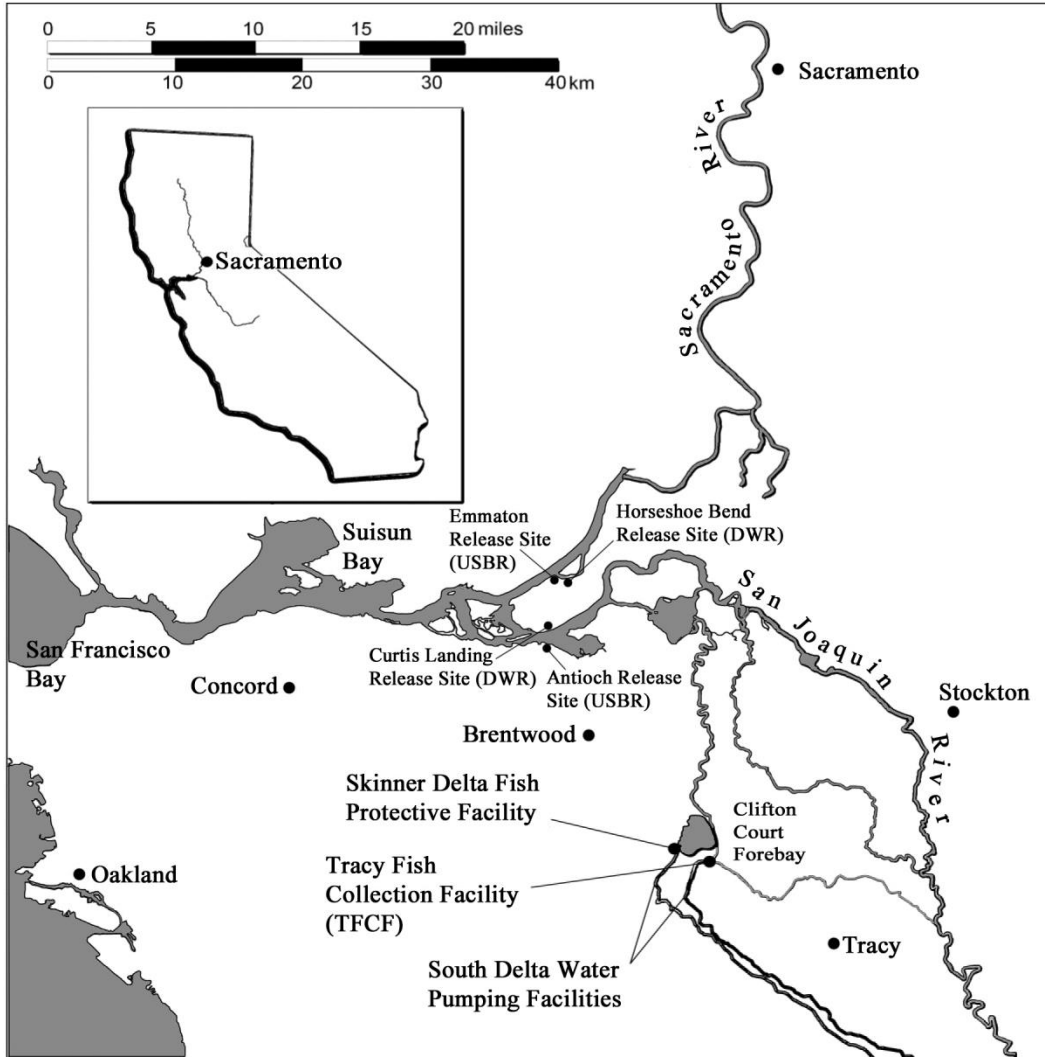 0 5 10 15 20 miles
0 10 20 30 40 km
Sacramento
Sacramento River
Sacramento
Suisun
Bay
Emmaton
Release Site
(USBR)
Horseshoe Bend
Release Site (DWR)
San Joaquin River
San Francisco
Bay
Curtis Landing
Release Site (DWR)
Antioch Release
Site (USBR)
Concord
Stockton
Brentwood
Skinner Delta Fish
Protective Facility
Clifton
Court
Forebay
Tracy Fish
Collection Facility
(TFCF)
Oakland
Tracy
South Delta Water
Pumping Facilities